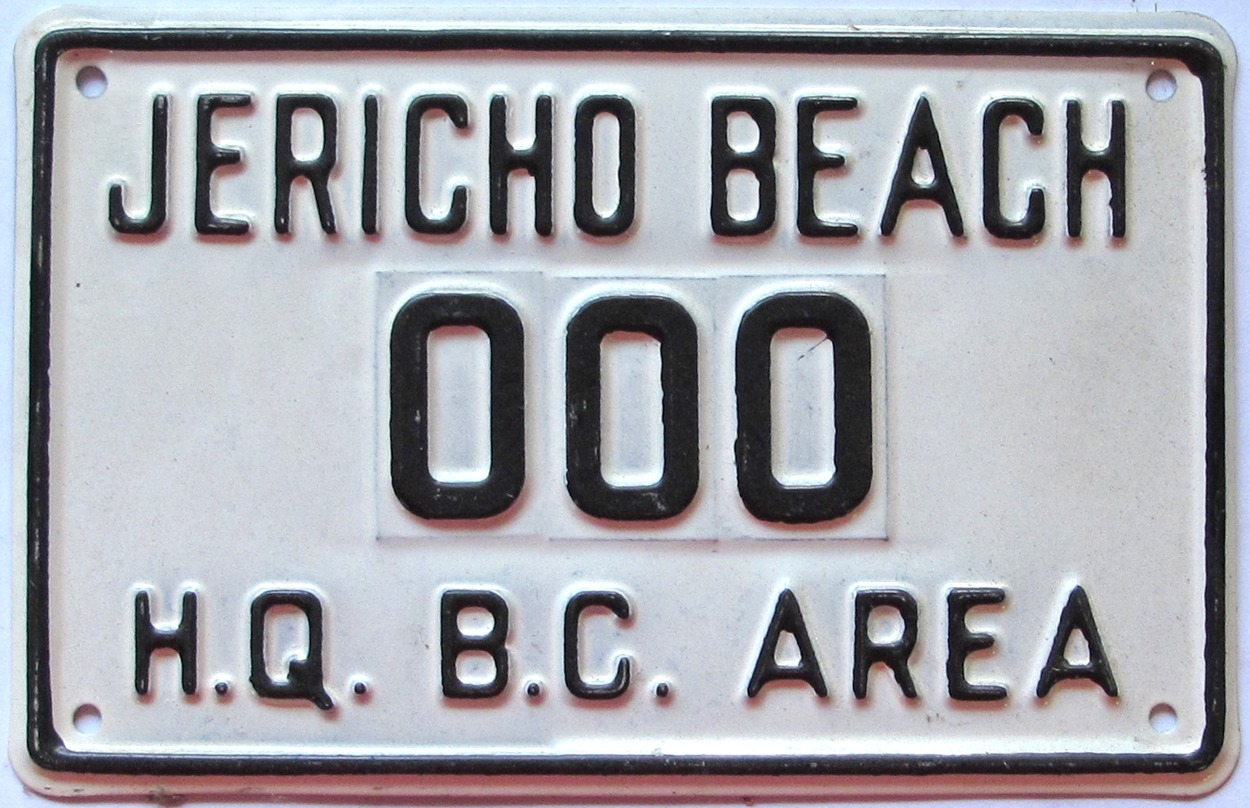 JERICHO BEACH
000
H.Q. B.C. AREA